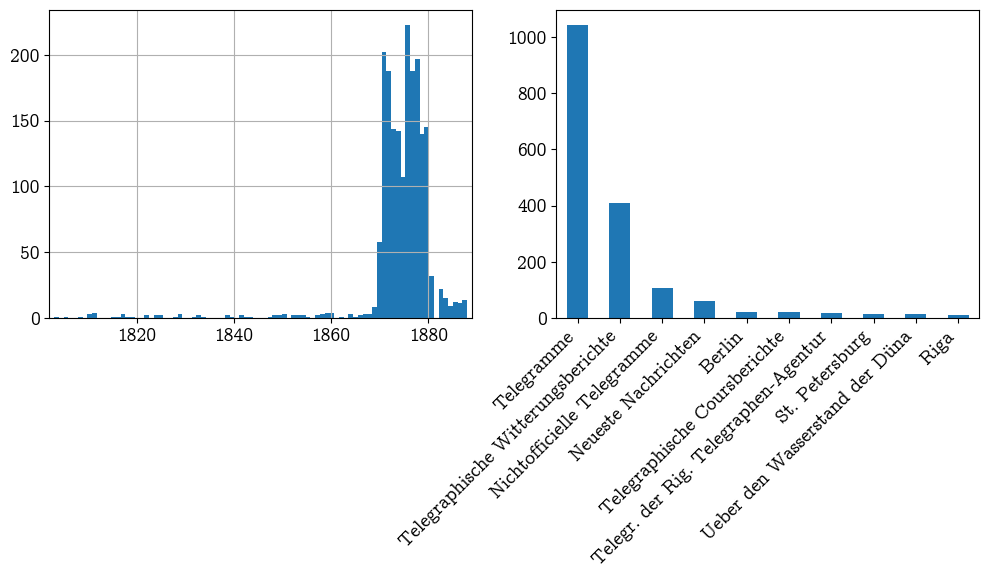 200
150
100
50
0
1820
1840
1860
1880
1000
800
600
400
200
0
Telegramme
Telegraphische Witterungsberichte
Nichtofficielle Telegramme
Neueste Nachrichten
Berlin
Telegraphische Coursberichte
Telegr. der Rig. Telegraphen-Agentur
St. Petersburg
Ueber den Wasserstand der Düna
Riga